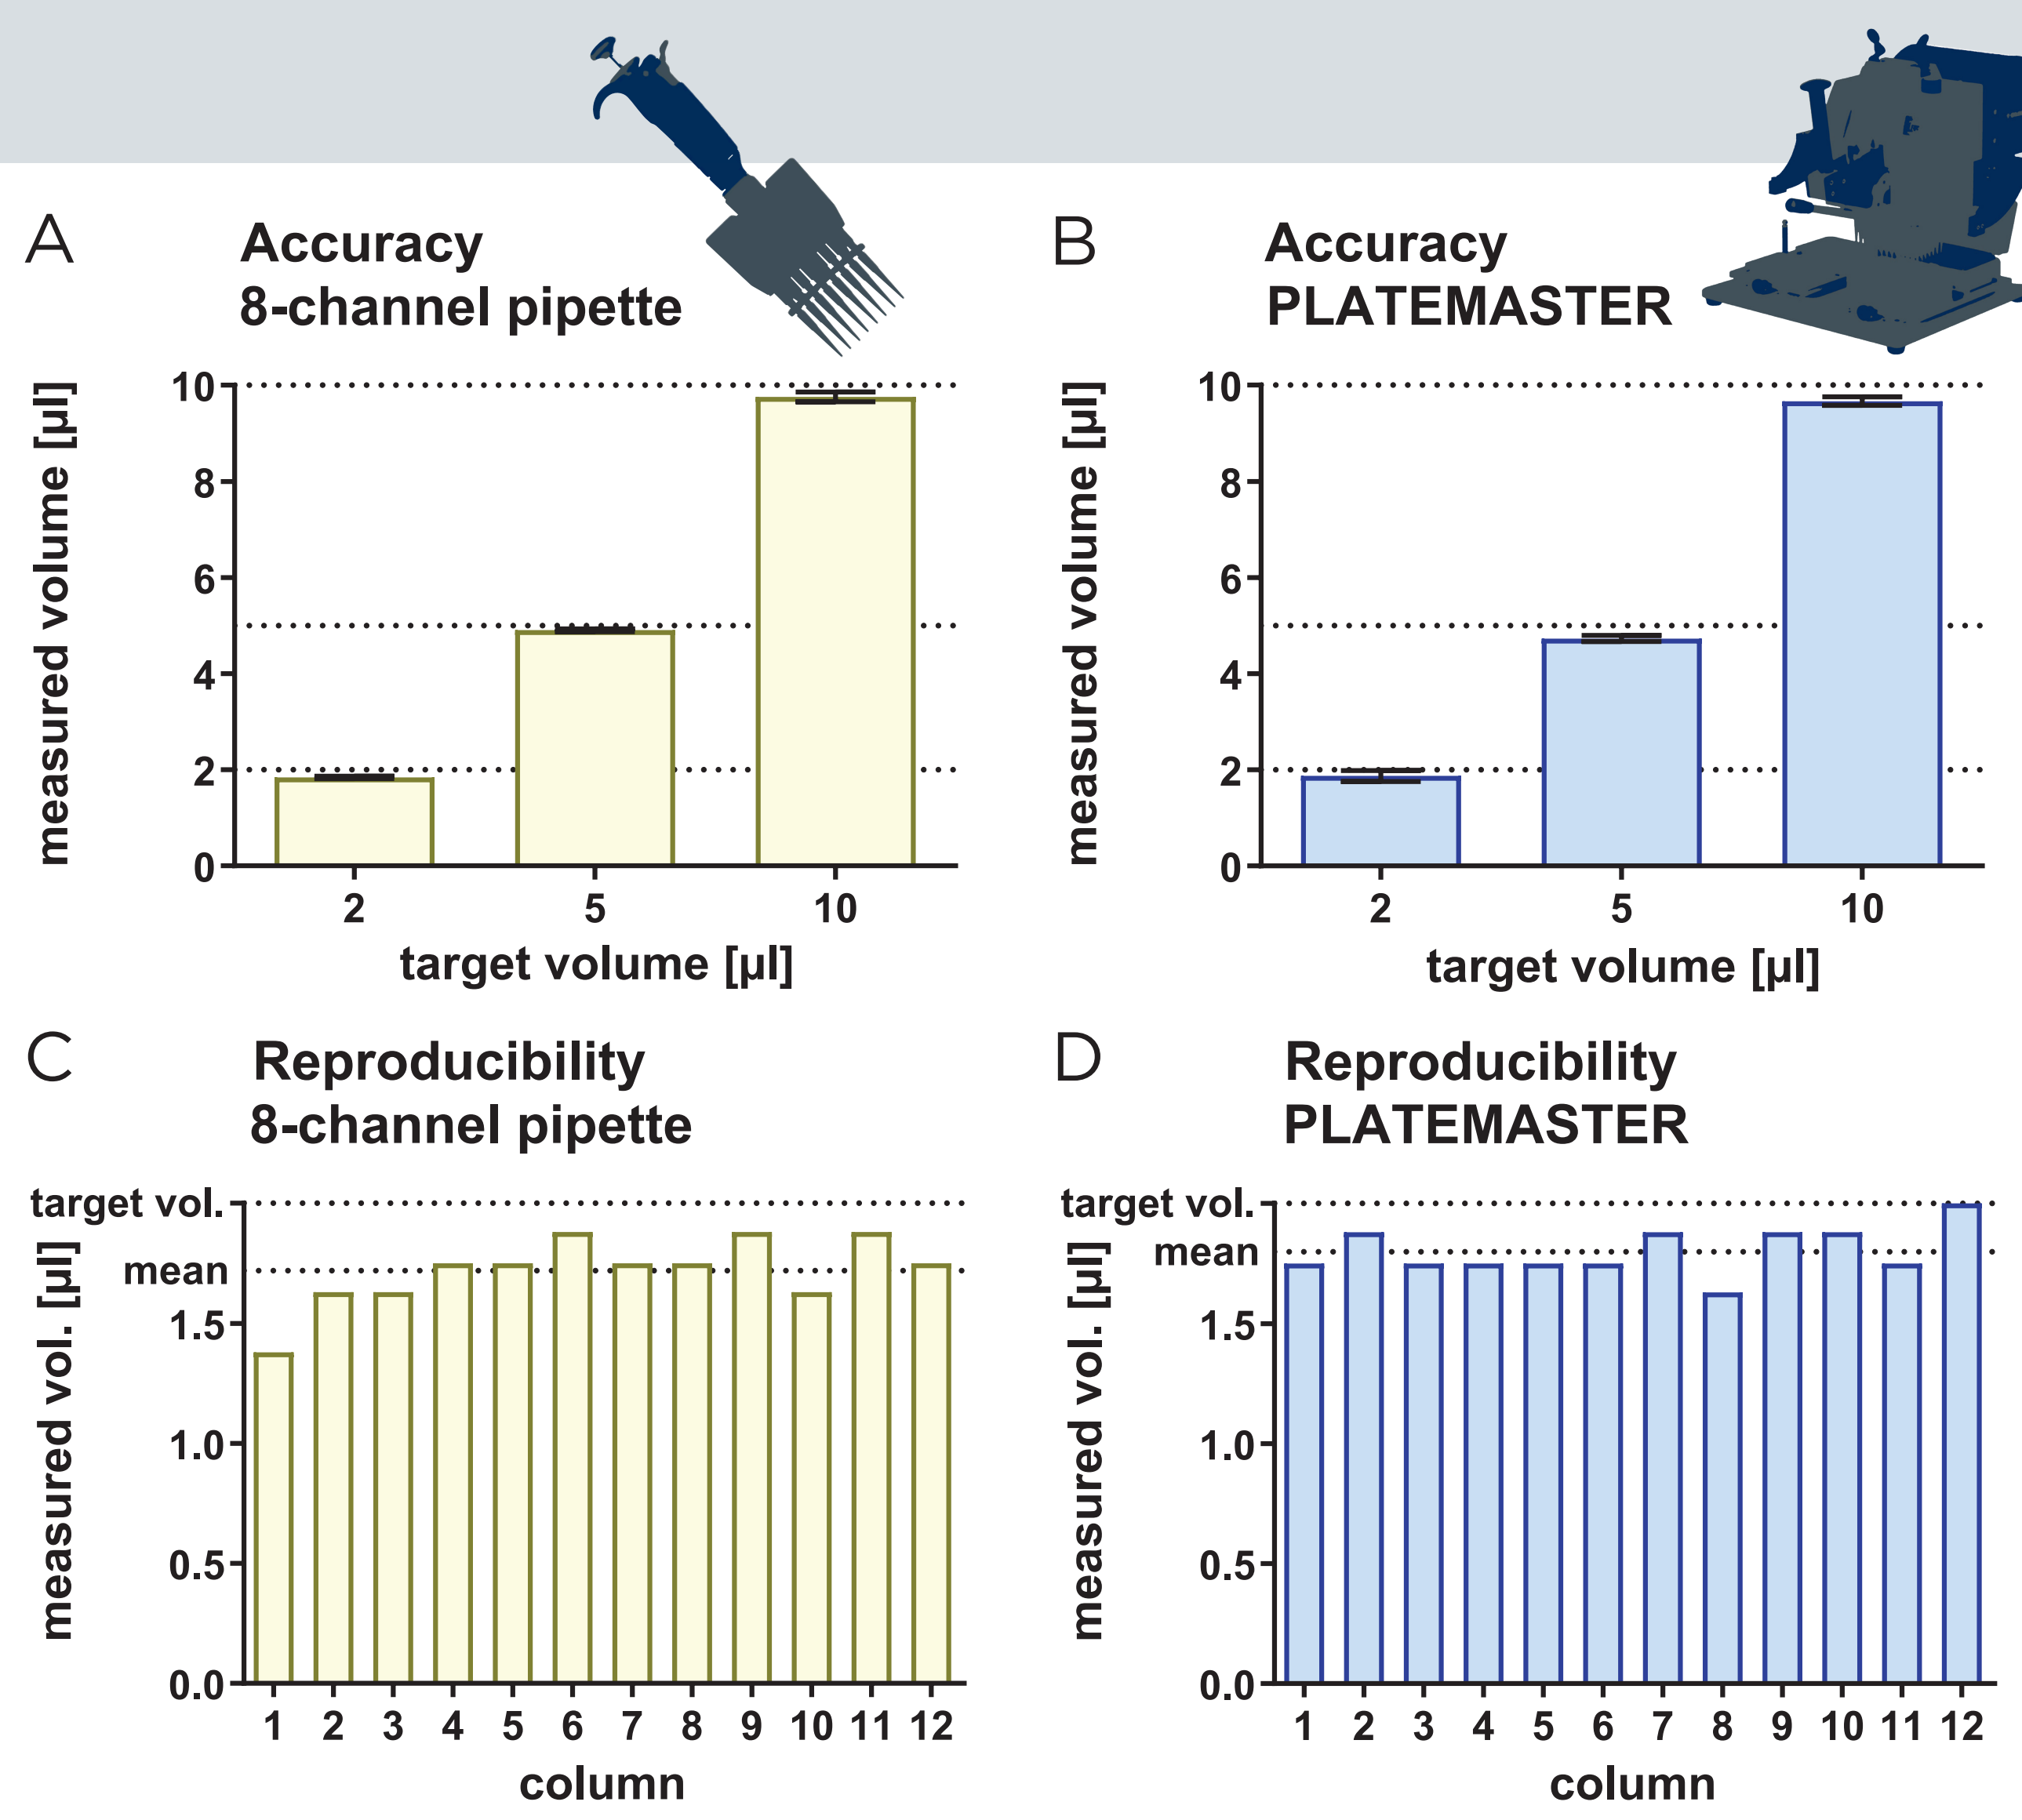 A
Accuracy
8-channel pipette
measured volume [µl]
10
8
6
4
2
0
2 5 10
target volume [µl]
B
Accuracy
PLATEMASTER
measured volume [µl]
10
8
6
4
2
0
2 5 10
target volume [µl]
C
Reproducibility
8-channel pipette
measured vol. [µl]
target vol.
mean
1.5
1.0
0.5
0.0
1 2 3 4 5 6 7 8 9 10 11 12
column
D
Reproducibility
PLATEMASTER
measured vol. [µl]
target vol.
mean
1.5
1.0
0.5
0.0
1 2 3 4 5 6 7 8 9 10 11 12
column